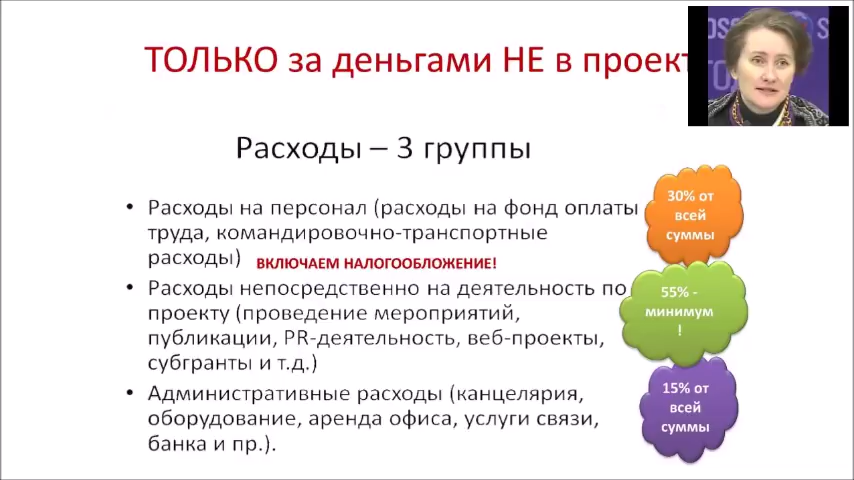 ТОЛЬКО за деньгами НЕ в проект
Расходы – 3 группы
• Расходы на персонал (расходы на фонд оплаты
труда, командировочно-транспортные
расходы) ВКЛЮЧАЕМ НАЛОГООБЛОЖЕНИЕ!
• Расходы непосредственно на деятельность по
проекту (проведение мероприятий,
публикации, PR-деятельность, веб-проекты,
субгранты и т.д.)
• Административные расходы (канцелярия,
оборудование, аренда офиса, услуги связи,
банка и пр.).
30% от
всей
суммы
55% -
минимум
!
15% от
всей
суммы